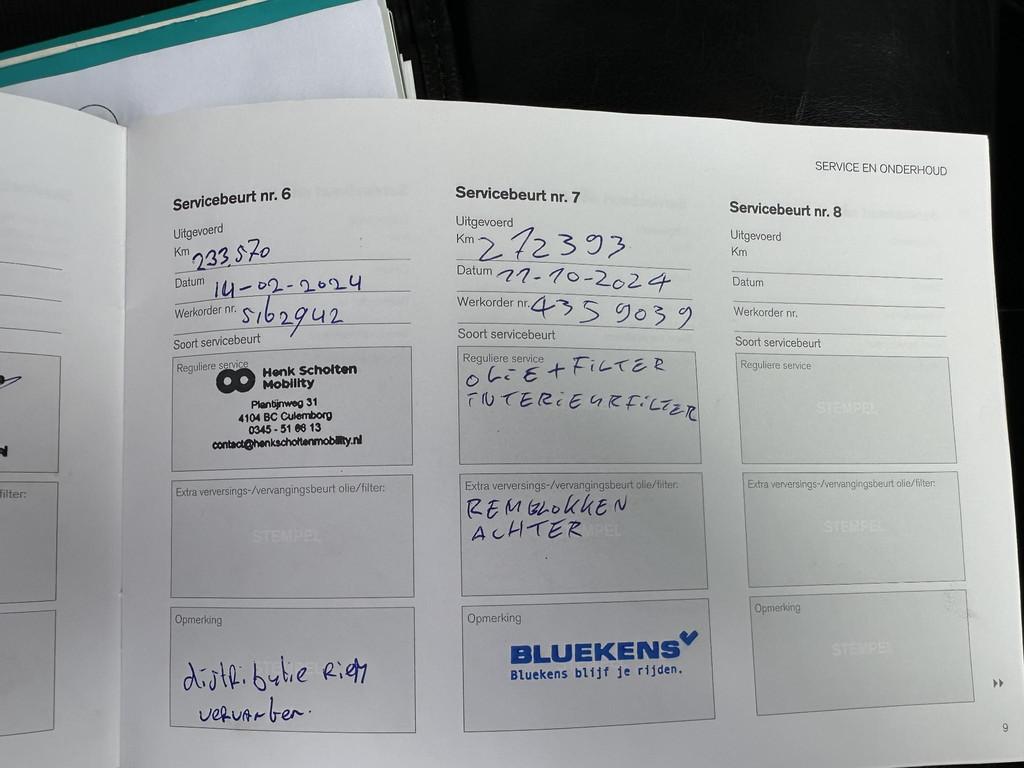 SERVICE EN ONDERHOUD
Servicebeurt nr. 6
Uitgevoerd
Km 233.570
Datum 14-02-2024
Werkorder nr. 5162942
Soort servicebeurt
Reguliere service
Henk Scholten
Mobility
Plantijnweg 31
4104 BC Culemborg
0345 - 51 66 13
contact@henkscholtenmobility.nl
Extra verversings-/vervangingsbeurt olie/filter:
STEMPEL
Opmerking
STEMPEL
distributie Riem
vervangen.
Servicebeurt nr. 7
Uitgevoerd
Km 272393
Datum 11-10-2024
Werkorder nr. 4359039
Soort servicebeurt
Reguliere service
OLIE + FILTER
INTERIEURFILTER
Extra verversings-/vervangingsbeurt olie/filter:
REMBLOKKEN
ACHTER
Opmerking
BLUEKENS
Bluekens blijf je rijden.
Servicebeurt nr. 8
Uitgevoerd
Km
Datum
Werkorder nr.
Soort servicebeurt
Reguliere service
STEMPEL
Extra verversings-/vervangingsbeurt olie/filter:
STEMPEL
Opmerking
STEMPEL
9